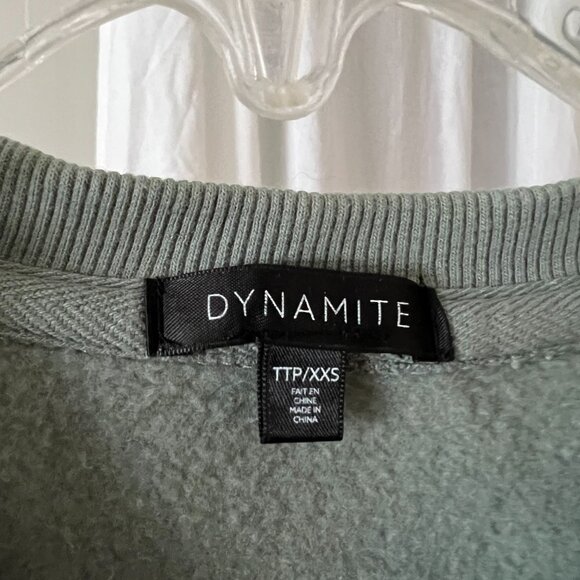 DYNAMITE
TTP/XXS
FAIT EN
CHINE
MADE IN
CHINA